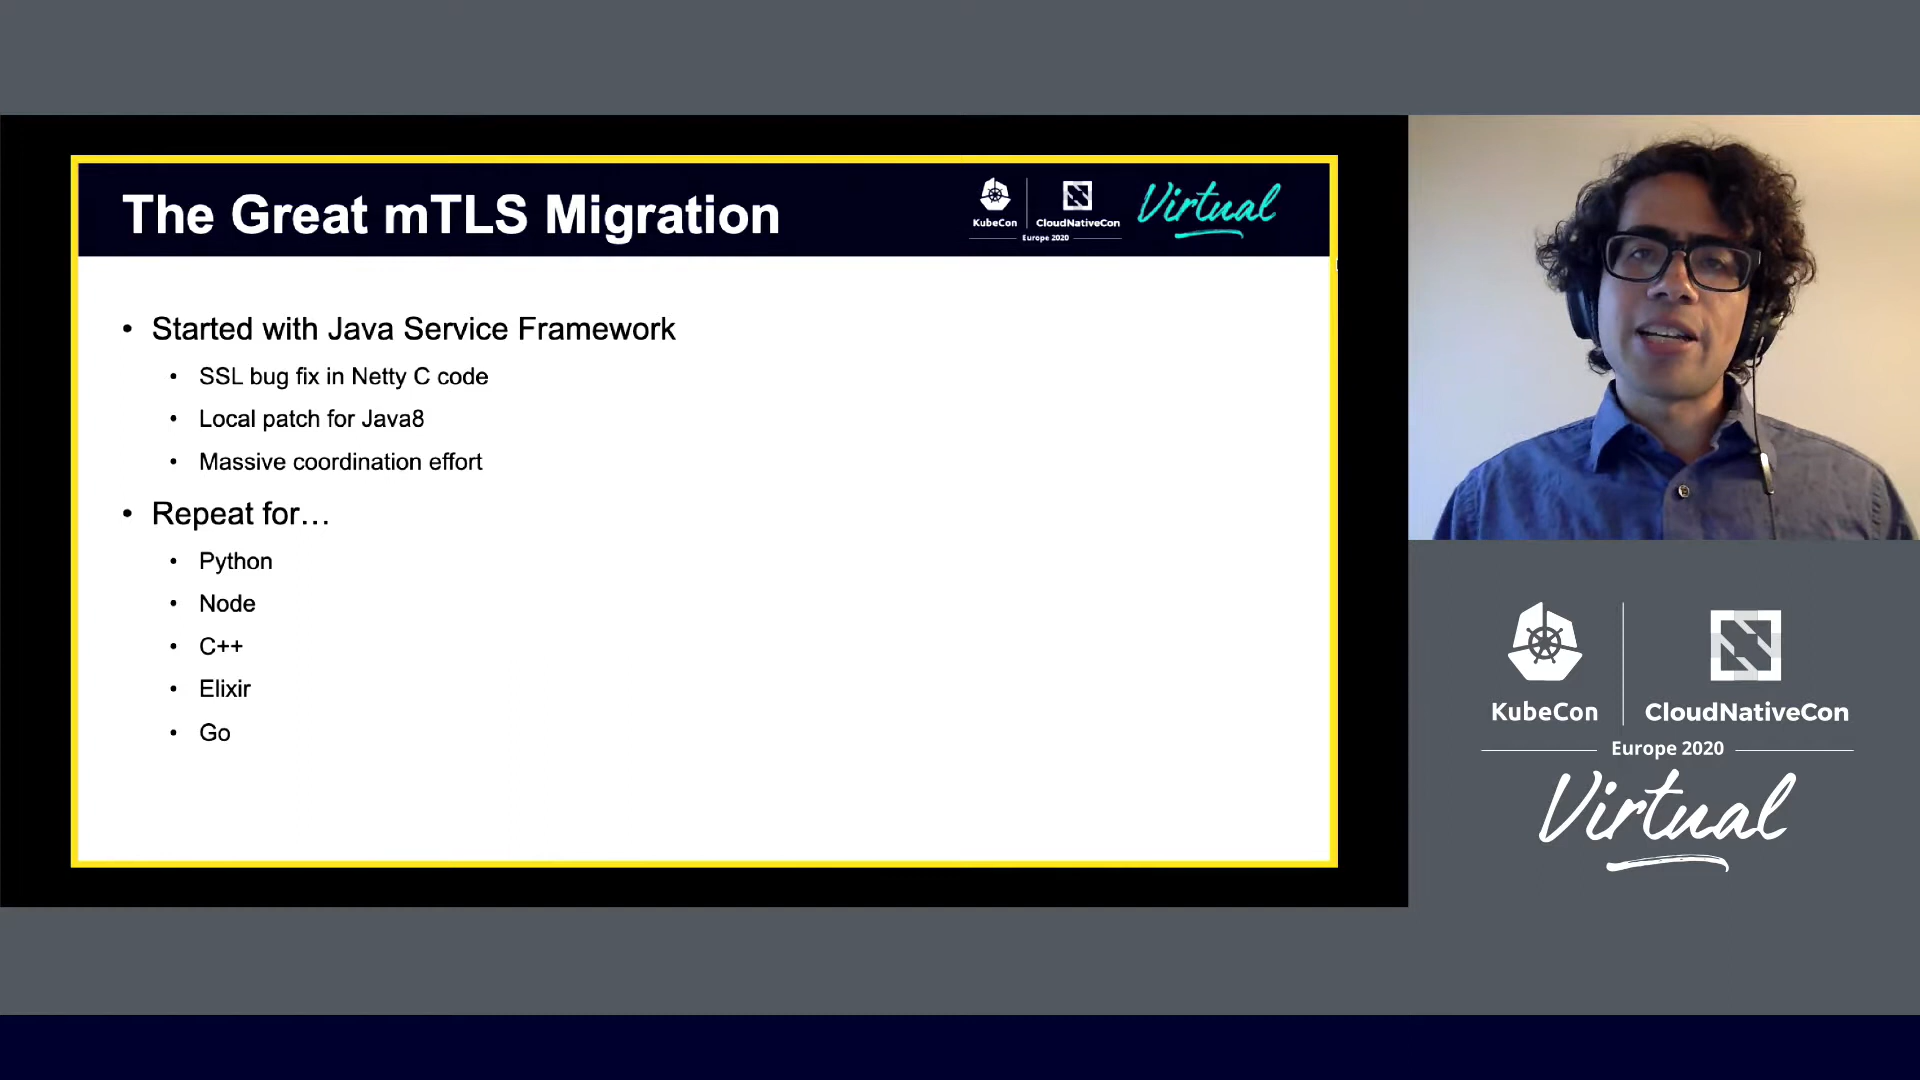 The Great mTLS Migration
KubeCon
CloudNativeCon
Europe 2020
Virtual
• Started with Java Service Framework
• SSL bug fix in Netty C code
• Local patch for Java8
• Massive coordination effort
• Repeat for…
• Python
• Node
• C++
• Elixir
• Go
KubeCon
CloudNativeCon
Europe 2020
Virtual